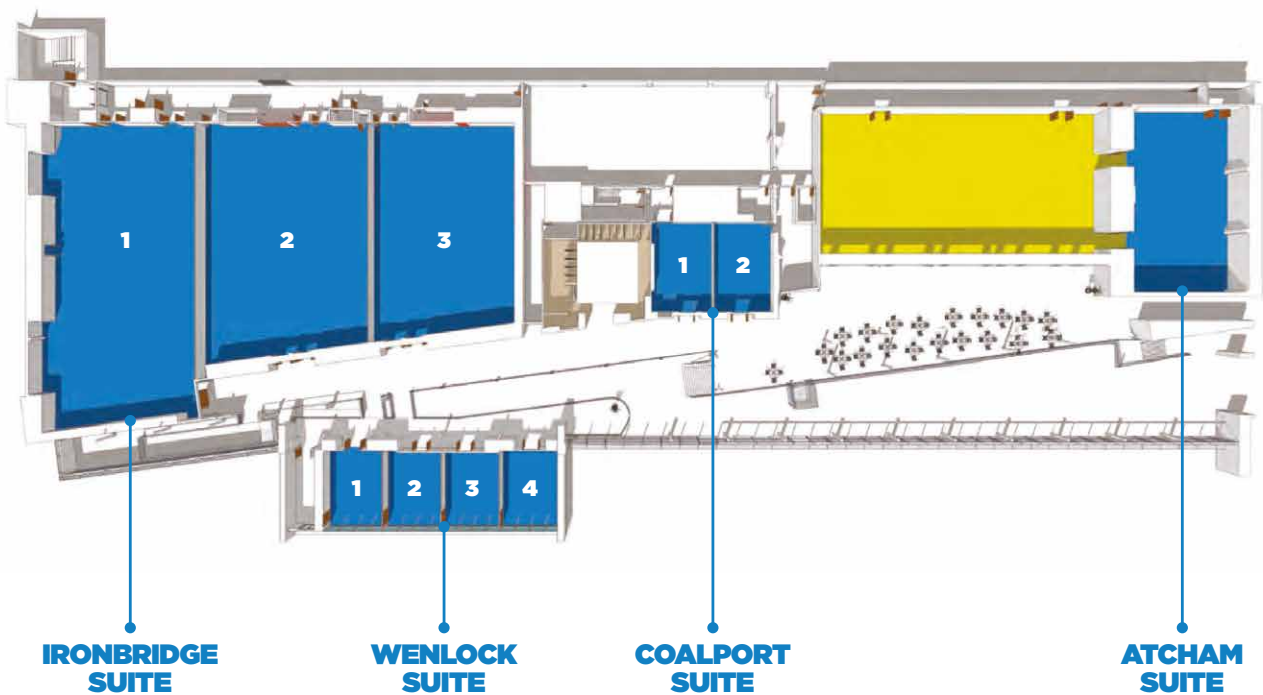 1
2
3
1
2
1
2
3
4
IRONBRIDGE
SUITE
WENLOCK
SUITE
COALPORT
SUITE
ATCHAM
SUITE